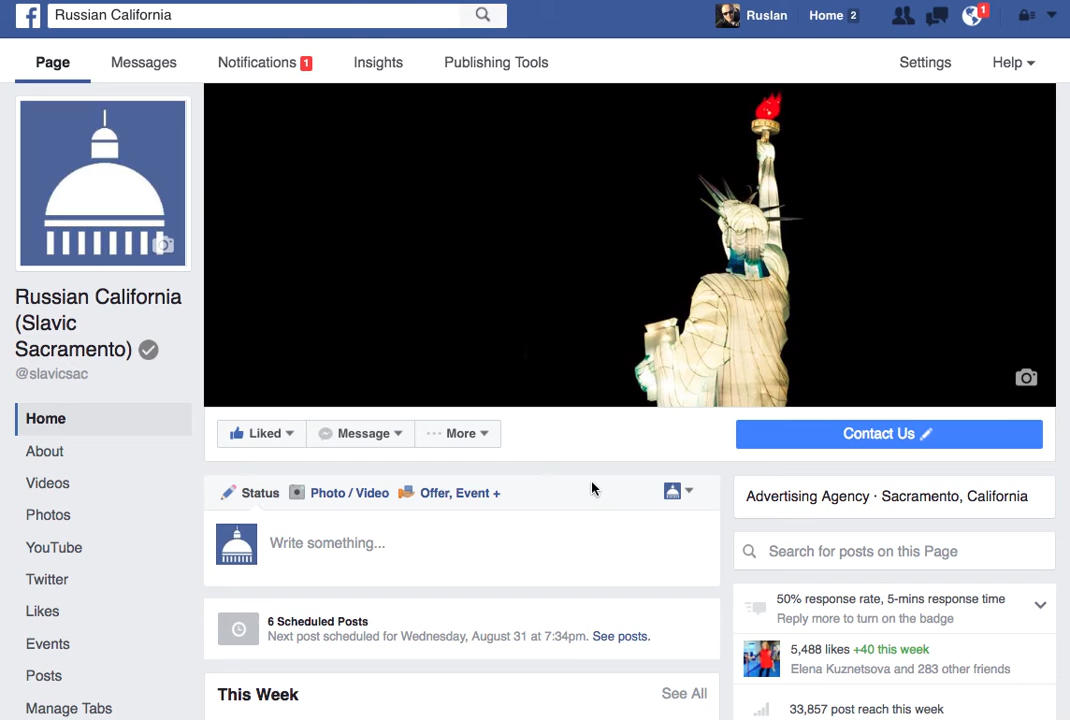 Russian California
Ruslan
Home 2
1
Page
Messages
Notifications 1
Insights
Publishing Tools
Settings
Help
Russian California
(Slavic
Sacramento)
@slavicsac
Home
About
Videos
Photos
YouTube
Twitter
Likes
Events
Posts
Manage Tabs
Liked
Message
More
Contact Us
Status
Photo / Video
Offer, Event +
Write something...
6 Scheduled Posts
Next post scheduled for Wednesday, August 31 at 7:34pm. See posts.
This Week
See All
Advertising Agency · Sacramento, California
Search for posts on this Page
50% response rate, 5-mins response time
Reply more to turn on the badge
5,488 likes +40 this week
Elena Kuznetsova and 283 other friends
33,857 post reach this week